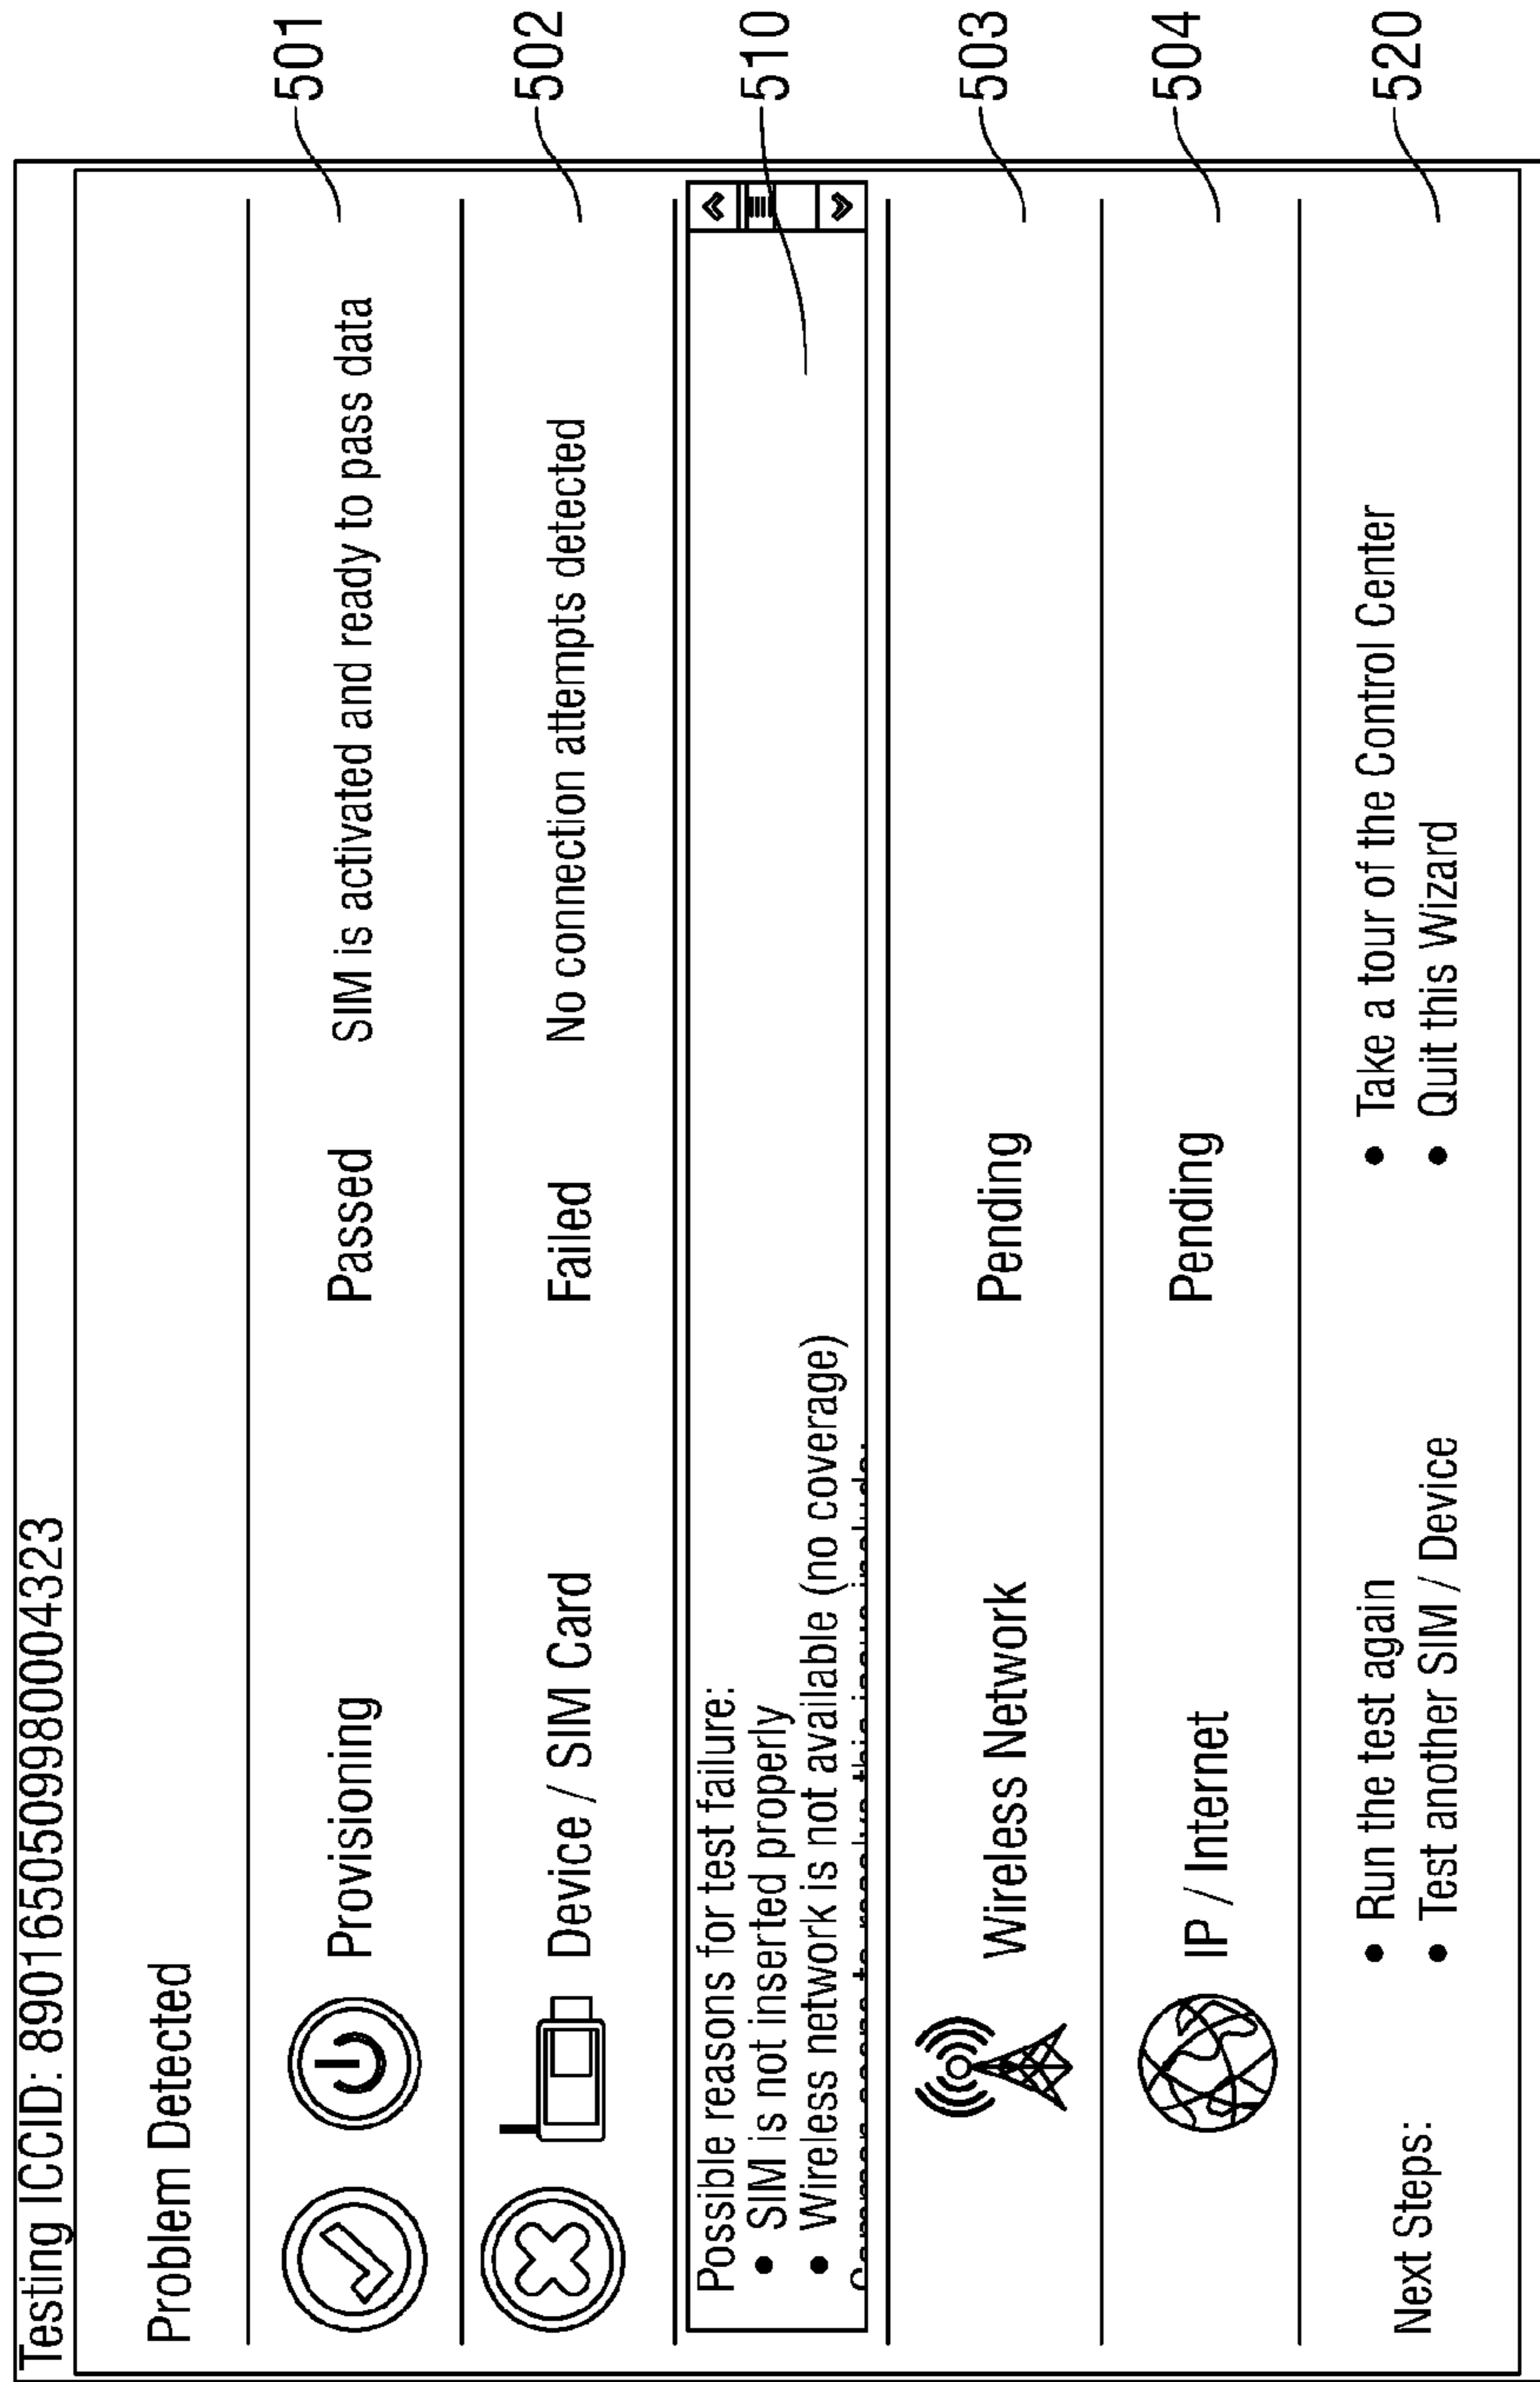 Testing ICCID:
Problem Detected
Provisioning Passed SIM is activated and ready to pass data 501
Device / SIM Card Failed No connection attempts detected 502
Possible reasons for test failure:
• SIM is not inserted properly
• Wireless network is not available (no coverage)
510
Wireless Network Pending 503
IP / Internet Pending 504
Next Steps:
• Run the test again
• Test another SIM / Device
• Take a tour of the Control Center
• Quit this Wizard
520